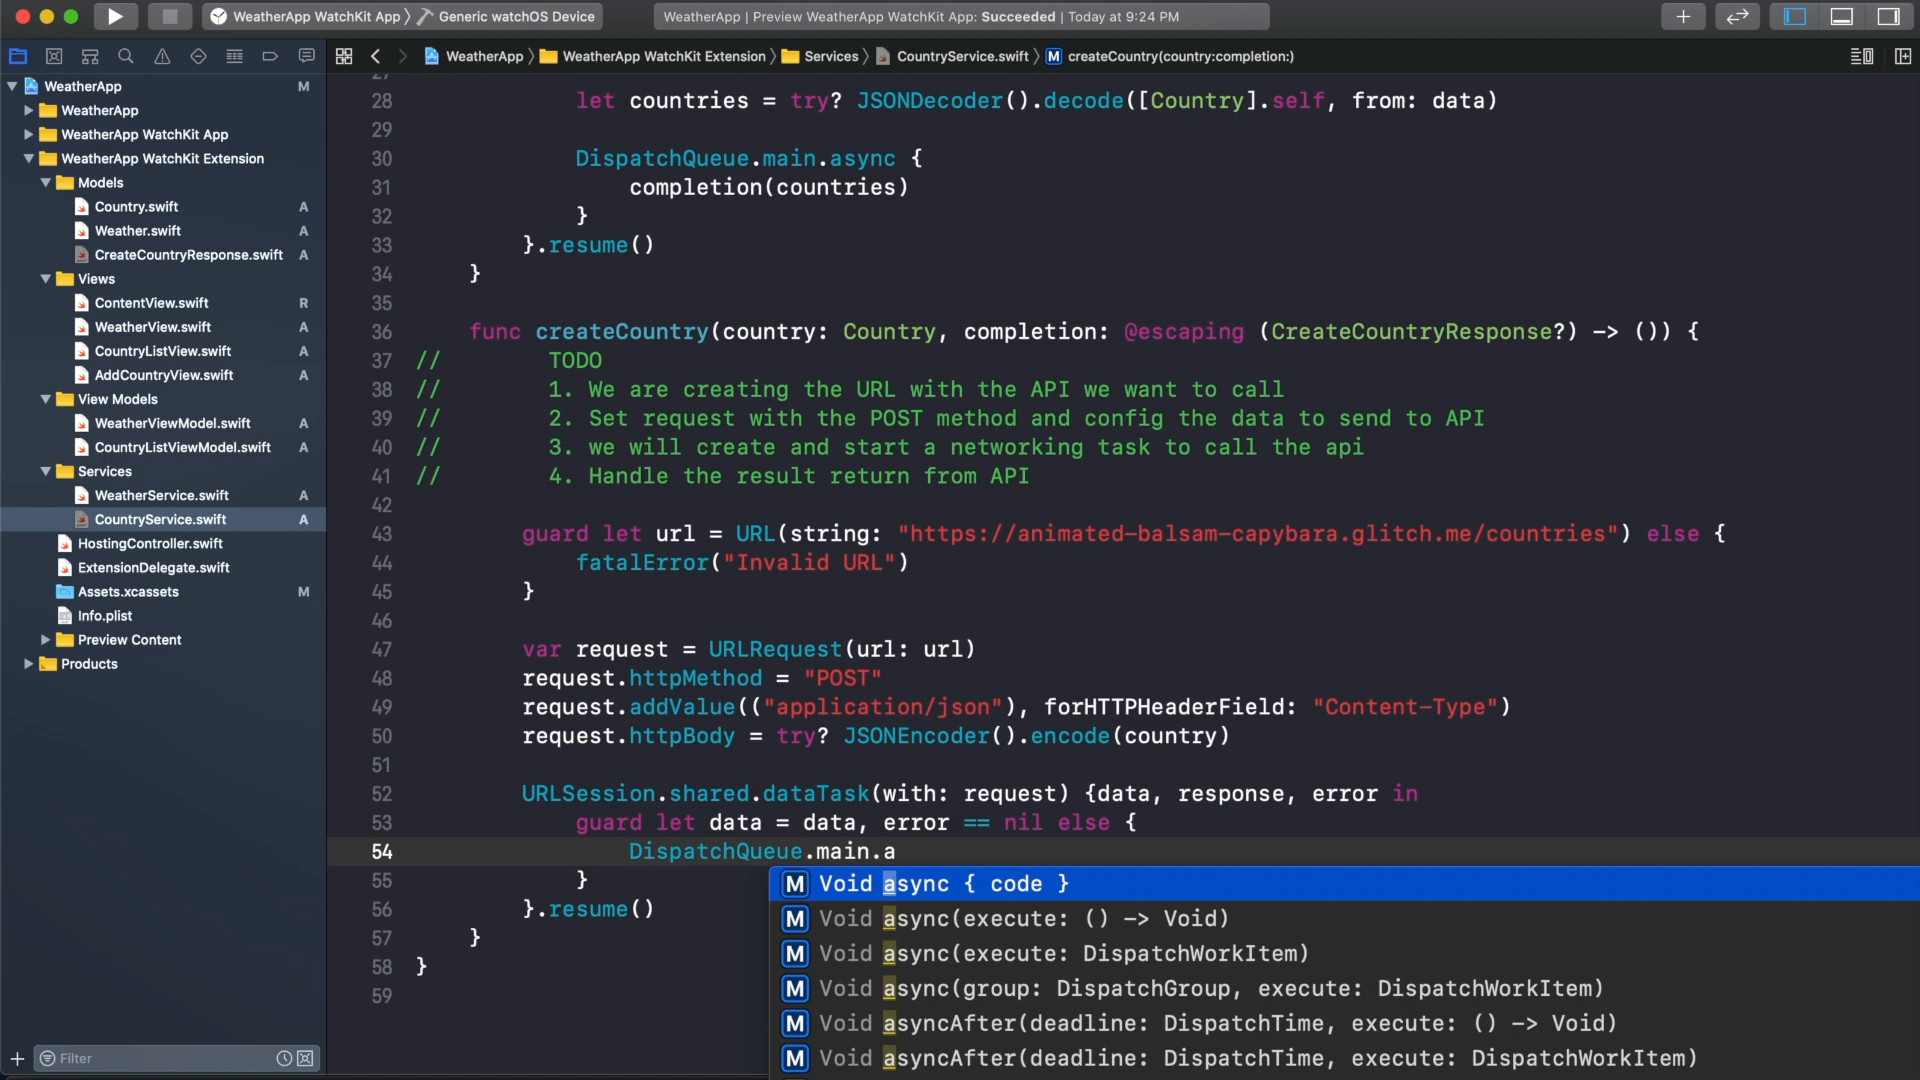 WeatherApp WatchKit App
Generic watchOS Device
WeatherApp | Preview WeatherApp WatchKit App: Succeeded | Today at 9:24 PM
WeatherApp
WeatherApp WatchKit Extension
Services
CountryService.swift
M createCountry(country:completion:)
WeatherApp M
WeatherApp
WeatherApp WatchKit App
WeatherApp WatchKit Extension
Models
Country.swift A
Weather.swift A
CreateCountryResponse.swift A
Views
ContentView.swift R
WeatherView.swift A
CountryListView.swift A
AddCountryView.swift A
View Models
WeatherViewModel.swift A
CountryListViewModel.swift A
Services
WeatherService.swift A
CountryService.swift A
HostingController.swift
ExtensionDelegate.swift
Assets.xcassets M
Info.plist
Preview Content
Products
Filter
27
28 let countries = try? JSONDecoder().decode([Country].self, from: data)
29
30 DispatchQueue.main.async {
31 completion(countries)
32 }
33 }.resume()
34 }
35
36 func createCountry(country: Country, completion: @escaping (CreateCountryResponse?) -> ()) {
37 // TODO
38 // 1. We are creating the URL with the API we want to call
39 // 2. Set request with the POST method and config the data to send to API
40 // 3. we will create and start a networking task to call the api
41 // 4. Handle the result return from API
42
43 guard let url = URL(string: "https://animated-balsam-capybara.glitch.me/countries") else {
44 fatalError("Invalid URL")
45 }
46
47 var request = URLRequest(url: url)
48 request.httpMethod = "POST"
49 request.addValue(("application/json"), forHTTPHeaderField: "Content-Type")
50 request.httpBody = try? JSONEncoder().encode(country)
51
52 URLSession.shared.dataTask(with: request) {data, response, error in
53 guard let data = data, error == nil else {
54 DispatchQueue.main.a
55 }
56 }.resume()
57 }
58 }
59
M Void async { code }
M Void async(execute: () -> Void)
M Void async(execute: DispatchWorkItem)
M Void async(group: DispatchGroup, execute: DispatchWorkItem)
M Void asyncAfter(deadline: DispatchTime, execute: () -> Void)
M Void asyncAfter(deadline: DispatchTime, execute: DispatchWorkItem)